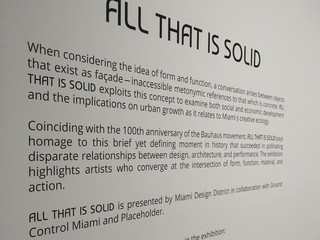 ALL THAT IS SOLID
When considering the idea of form and function, a conversation arises between objects
that exist as façade – inaccessible metonymic references to that which is concrete. ALL
THAT IS SOLID exploits this concept to examine both social and economic development
and the implications on urban growth as it relates to Miami's creative ecology.
Coinciding with the 100th anniversary of the Bauhaus movement, ALL THAT IS SOLID pays
homage to this brief yet defining moment in history that succeeded in pollinating
disparate relationships between design, architecture, and performance. The exhibition
highlights artists who converge at the intersection of form, function, material, and
action.
ALL THAT IS SOLID is presented by Miami Design District in collaboration with Ground
Control Miami and Placeholder.
in the exhibition: